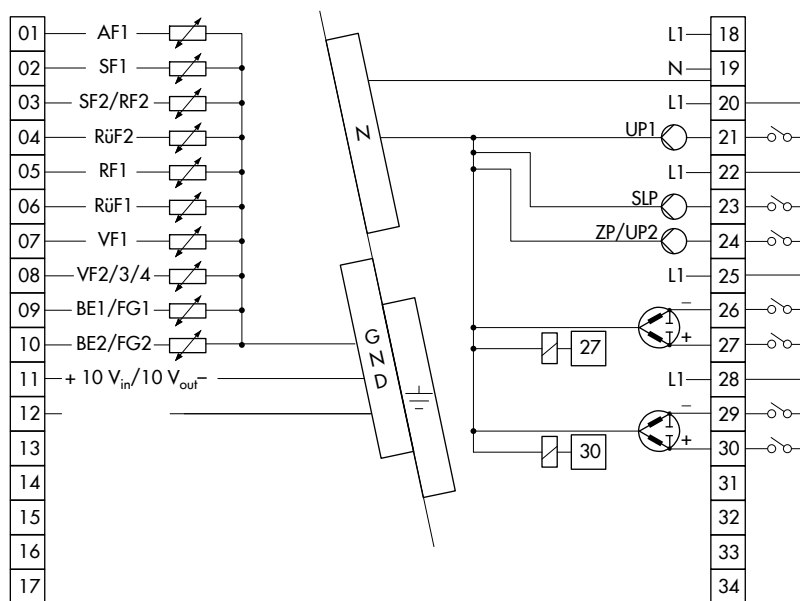 01 AF1
02 SF1
03 SF2/RF2
04 RüF2
05 RF1
06 RüF1
07 VF1
08 VF2/3/4
09 BE1/FG1
10 BE2/FG2
11 + 10 Vin/10 Vout−
12
13
14
15
16
17
N
GND
L1 18
N 19
L1 20
UP1 21
L1 22
SLP 23
ZP/UP2 24
L1 25
− 26
27 + 27
L1 28
− 29
30 + 30
31
32
33
34